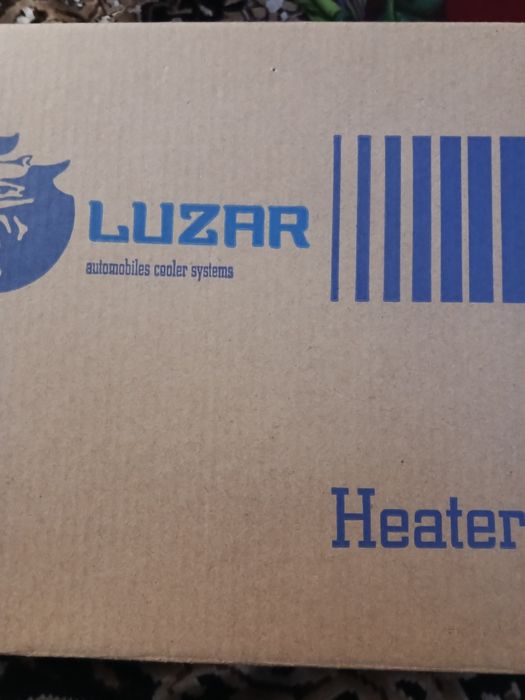 LUZAR
automobiles cooler systems
Heater